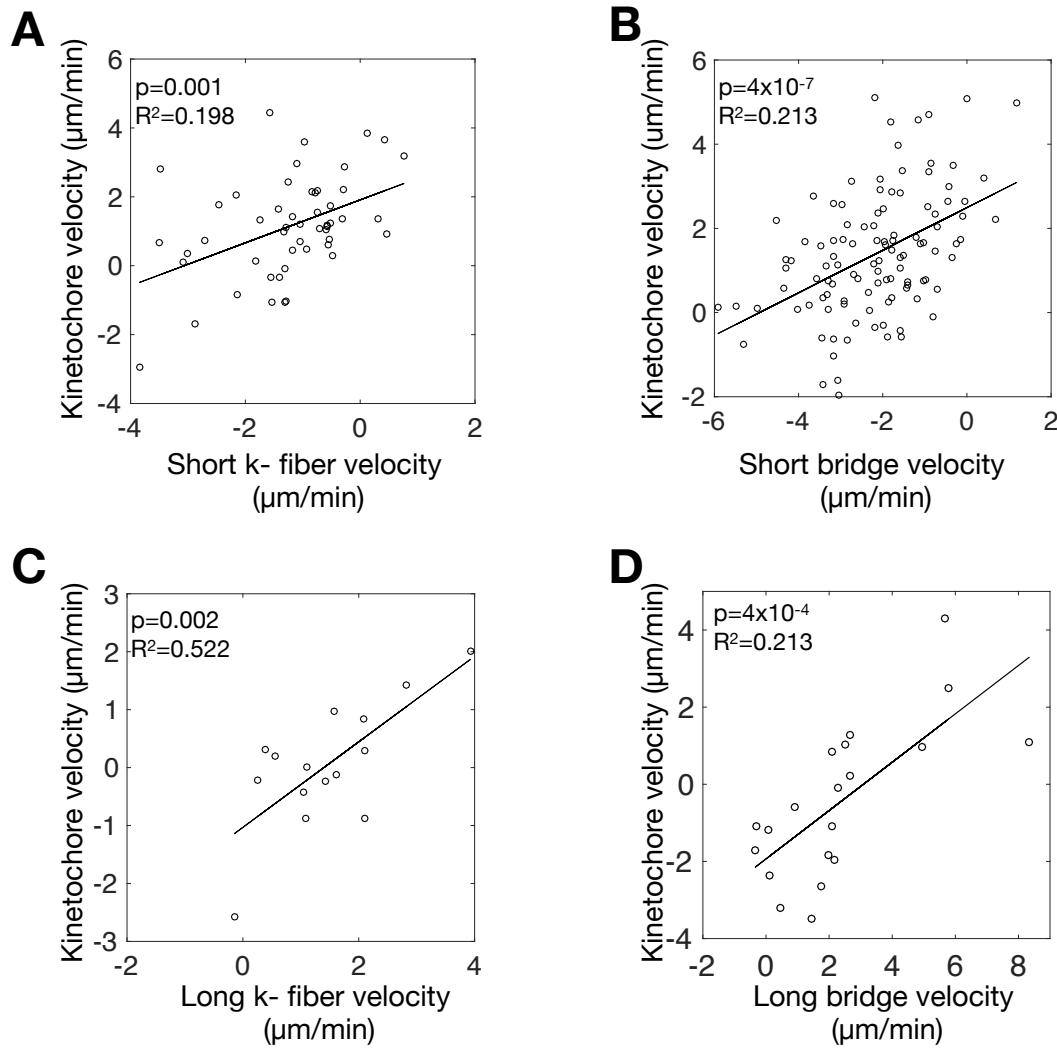 A
Kinetochore velocity (µm/min)
6
4
2
0
-2
-4
p=0.001
R²=0.198
-4 -2 0 2
Short k- fiber velocity
(µm/min)
B
Kinetochore velocity (um/min)
6
4
2
0
-2
p=4x10⁻⁷
R²=0.213
-6 -4 -2 0 2
Short bridge velocity
(µm/min)
C
Kinetochore velocity (µm/min)
3
2
1
0
-1
-2
-3
p=0.002
R²=0.522
-2 0 2 4
Long k- fiber velocity
(µm/min)
D
Kinetochore velocity (µm/min)
4
2
0
-2
-4
p=4x10⁻⁴
R²=0.213
-2 0 2 4 6 8
Long bridge velocity
(µm/min)